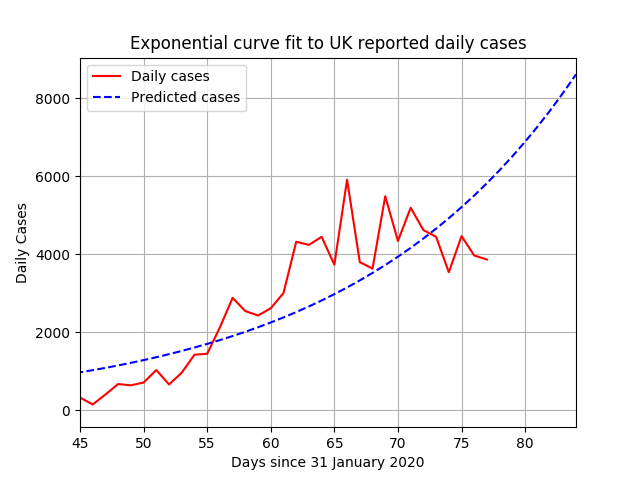 Exponential curve fit to UK reported daily cases
Daily cases
Predicted cases
Daily Cases
8000
6000
4000
2000
0
45 50 55 60 65 70 75 80
Days since 31 January 2020